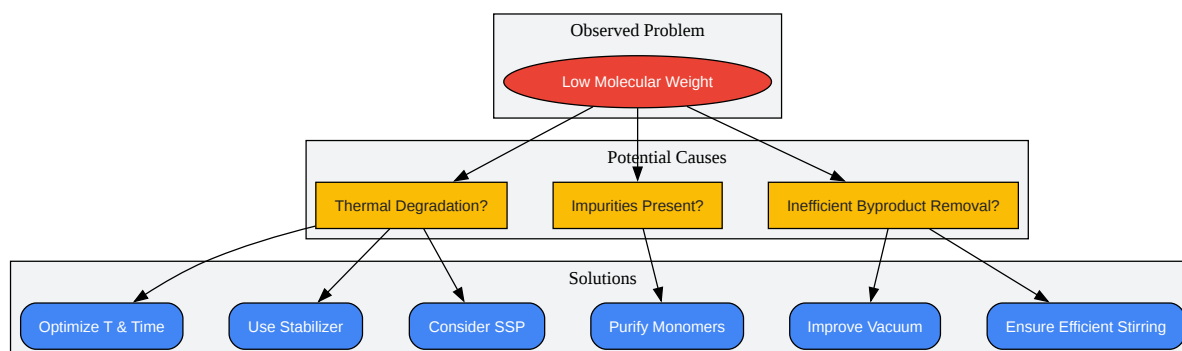 Observed Problem
Low Molecular Weight
Potential Causes
Thermal Degradation?
Impurities Present?
Inefficient Byproduct Removal?
Solutions
Optimize T & Time
Use Stabilizer
Consider SSP
Purify Monomers
Improve Vacuum
Ensure Efficient Stirring